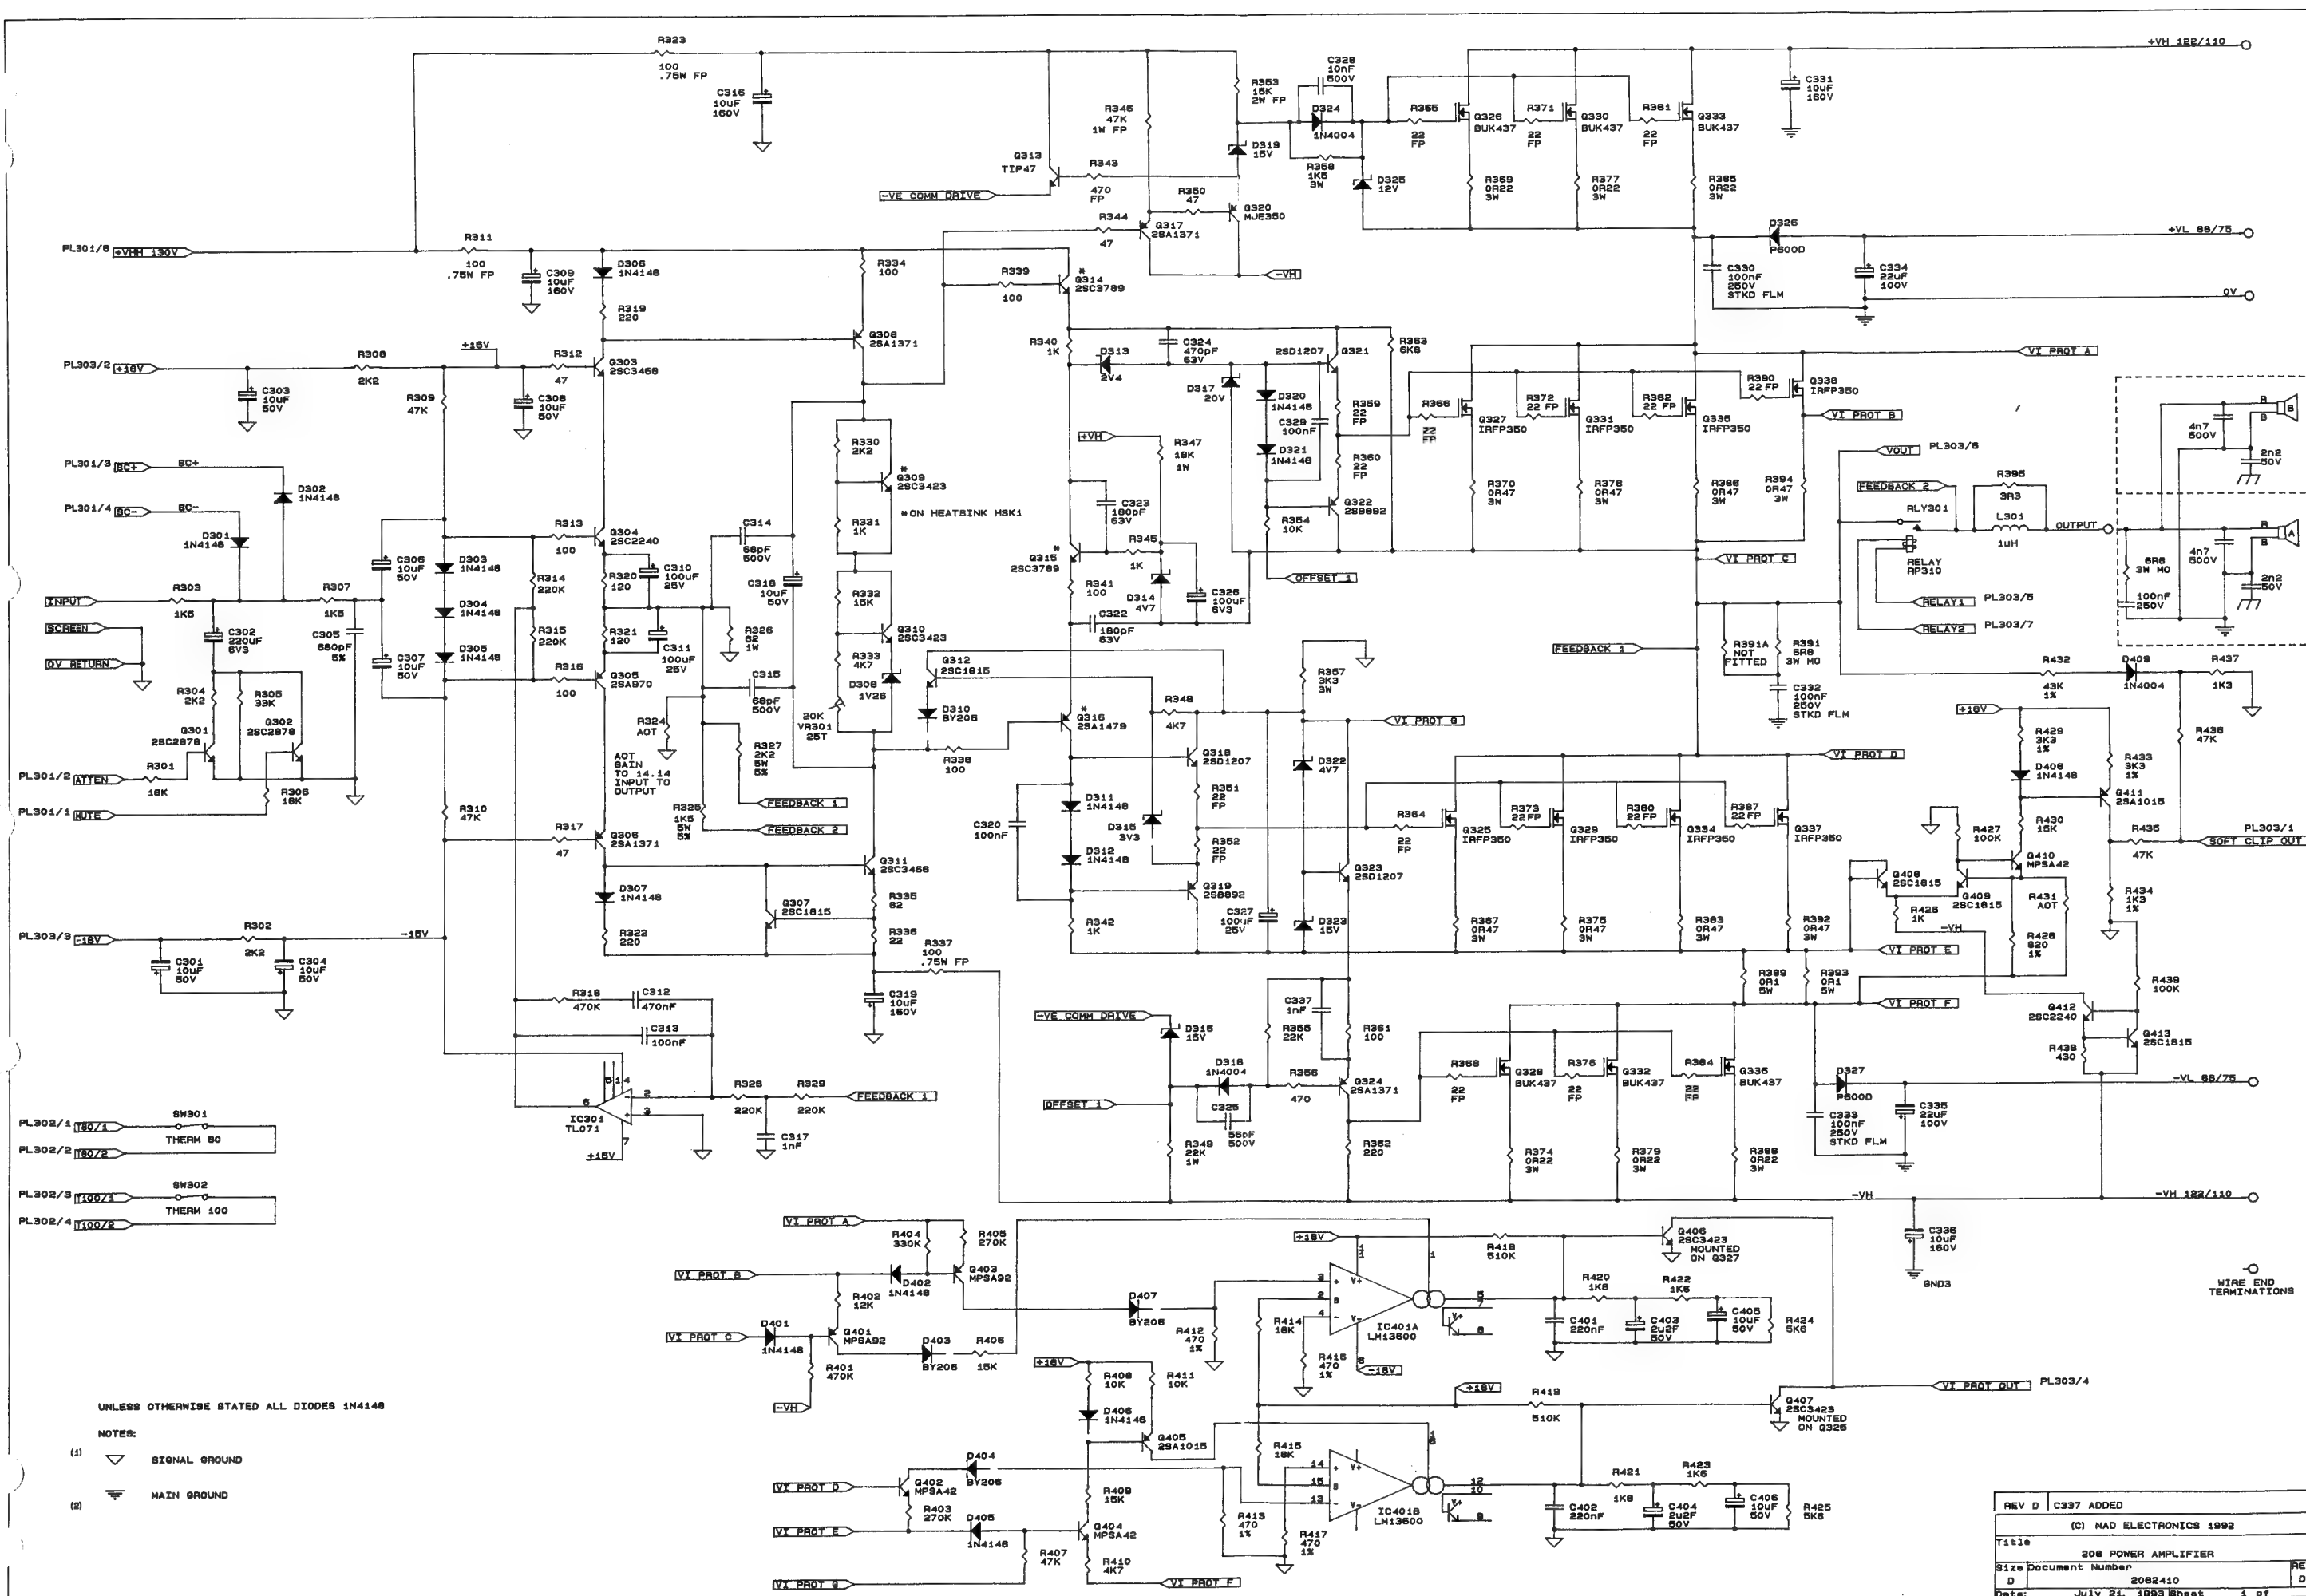 R323
100
.75W FP
C316
10uF
160V
R346
47K
1W FP
R353
15K
2W FP
C328
10nF
500V
D324
1N4004
R365
22
FP
Q326
BUK437
R371
22
FP
Q330
BUK437
R381
22
FP
Q333
BUK437
C331
10uF
160V
+VH 122/110
Q313
TIP47
R343
470
FP
D319
15V
R358
1K5
3W
D325
12V
R369
0R22
3W
R377
0R22
3W
R385
0R22
3W
-VE COMM DRIVE
R350
47
Q320
MJE350
R344
47
Q317
2SA1371
-VH
D326
P600D
+VL 88/75
C330
100nF
250V
STKD FLM
C334
22uF
100V
0V
PL301/6
+VHH 130V
R311
100
.75W FP
C309
10uF
160V
D306
1N4148
R319
220
R334
100
R339
100
*
Q314
2SC3789
Q308
2SA1371
PL303/2
+18V
C303
10uF
50V
R308
2K2
+15V
R309
47K
C308
10uF
50V
R312
47
Q303
2SC3468
R340
1K
D313
2V4
C324
470pF
63V
D317
20V
2SD1207
Q321
D320
1N4148
C329
100nF
D321
1N4148
R359
22
FP
R360
22
FP
R363
6K8
Q322
2SB892
R354
10K
OFFSET 1
R366
22
FP
Q327
IRFP350
R372
22 FP
Q331
IRFP350
R382
22 FP
Q335
IRFP350
R390
22 FP
Q338
IRFP350
VI PROT A
VI PROT B
R370
0R47
3W
R378
0R47
3W
R386
0R47
3W
R394
0R47
3W
VI PROT C
PL301/3
SC+
SC+
D302
1N4148
PL301/4
SC-
SC-
D301
1N4148
R330
2K2
*
Q309
2SC3423
R331
1K
*ON HEATSINK HSK1
+VH
R347
18K
1W
C323
180pF
63V
*
Q315
2SC3789
R345
1K
D314
4V7
C326
100uF
6V3
R341
100
C322
180pF
63V
INPUT
R303
1K5
R307
1K5
SCREEN
0V RETURN
C302
220uF
6V3
C305
680pF
5%
C306
10uF
50V
C307
10uF
50V
D303
1N4148
D304
1N4148
D305
1N4148
R313
100
Q304
2SC2240
R314
220K
R315
220K
R320
120
C310
100uF
25V
R321
120
C311
100uF
25V
R316
100
Q305
2SA970
C314
68pF
500V
C318
10uF
50V
R326
62
1W
C315
68pF
500V
R332
15K
Q310
2SC3423
R333
4K7
D308
1V26
20K
VR301
25T
Q312
2SC1815
D310
BY206
R338
100
*
Q316
2SA1479
R348
4K7
R304
2K2
R305
33K
Q301
2SC2878
Q302
2SC2878
PL301/2
ATTEN
R301
18K
R306
18K
PL301/1
MUTE
R310
47K
R324
AOT
AOT
GAIN
TO 14.14
INPUT TO
OUTPUT
R327
2K2
5W
5%
R325
1K5
5W
5%
FEEDBACK 1
FEEDBACK 2
R317
47
Q306
2SA1371
D307
1N4148
R322
220
Q307
2SC1815
Q311
2SC3468
R335
82
R336
22
R337
100
.75W FP
C319
10uF
160V
C320
100nF
D311
1N4148
D312
1N4148
R342
1K
D315
3V3
Q318
2SD1207
R351
22
FP
R352
22
FP
Q319
2SB892
C327
100uF
25V
R357
3K3
3W
D322
4V7
D323
15V
Q323
2SD1207
VI PROT G
R364
22
FP
Q325
IRFP350
R373
22 FP
Q329
IRFP350
R380
22 FP
Q334
IRFP350
R387
22 FP
Q337
IRFP350
VI PROT D
R367
0R47
3W
R375
0R47
3W
R383
0R47
3W
R392
0R47
3W
VI PROT E
FEEDBACK 1
R391A
NOT
FITTED
R391
6R8
3W MO
C332
100nF
250V
STKD FLM
VOUT
PL303/6
FEEDBACK 2
RLY301
RELAY
RP310
R395
3R3
L301
1uH
OUTPUT
RELAY1
PL303/5
RELAY2
PL303/7
4n7
500V
2n2
50V
R
B
B
6R8
3W MO
100nF
250V
4n7
500V
2n2
50V
R
B
A
R432
43K
1%
D409
1N4004
R437
1K3
R436
47K
+18V
R429
3K3
1%
D408
1N4148
R433
3K3
1%
Q411
2SA1015
R427
100K
R430
15K
Q410
MPSA42
R435
47K
PL303/1
SOFT CLIP OUT
Q408
2SC1815
Q409
2SC1815
R426
1K
-VH
R431
AOT
R428
820
1%
R434
1K3
1%
R439
100K
Q412
2SC2240
Q413
2SC1815
R438
430
PL303/3
-18V
R302
2K2
-15V
C301
10uF
50V
C304
10uF
50V
R318
470K
C312
470nF
C313
100nF
5 1 4
2
3
6
7
IC301
TL071
+15V
R328
220K
R329
220K
C317
1nF
FEEDBACK 1
-VE COMM DRIVE
D316
15V
D318
1N4004
C325
56pF
500V
OFFSET 1
R349
22K
1W
R355
22K
C337
1nF
R361
100
R356
470
Q324
2SA1371
R362
220
R368
22
FP
Q328
BUK437
R376
22
FP
Q332
BUK437
R384
22
FP
Q336
BUK437
R389
0R1
5W
R393
0R1
5W
VI PROT F
R374
0R22
3W
R379
0R22
3W
R388
0R22
3W
D327
P600D
C333
100nF
250V
STKD FLM
C335
22uF
100V
-VL 88/75
-VH
-VH 122/110
C336
10uF
160V
GND3
WIRE END
TERMINATIONS
PL302/1
T80/1
SW301
THERM 80
PL302/2
T80/2
PL302/3
T100/1
SW302
THERM 100
PL302/4
T100/2
VI PROT A
R404
330K
R405
270K
VI PROT B
D402
1N4148
Q403
MPSA92
R402
12K
VI PROT C
D401
1N4148
Q401
MPSA92
D403
BY206
R406
15K
R401
470K
-VH
D407
BY206
R412
470
1%
R414
18K
R416
470
1%
+18V
3
2
4
IC401A
LM13600
6
-18V
1
5
7
8
R418
510K
Q406
2SC3423
MOUNTED
ON Q327
R420
1K8
R422
1K6
C401
220nF
C403
2u2F
50V
C405
10uF
50V
R424
5K6
+18V
R408
10K
R411
10K
D406
1N4148
Q405
2SA1015
+18V
R419
510K
Q407
2SC3423
MOUNTED
ON Q325
VI PROT OUT
PL303/4
R415
18K
14
15
13
IC401B
LM13600
16
12
10
9
R421
1K8
R423
1K6
C402
220nF
C404
2u2F
50V
C406
10uF
50V
R425
5K6
VI PROT D
Q402
MPSA42
D404
BY206
R403
270K
VI PROT E
D405
1N4148
R409
15K
Q404
MPSA42
R407
47K
R410
4K7
R413
470
1%
R417
470
1%
VI PROT G
VI PROT F
UNLESS OTHERWISE STATED ALL DIODES 1N4148
NOTES:
(1) SIGNAL GROUND
(2) MAIN GROUND
REV D C337 ADDED
(C) NAD ELECTRONICS 1992
Title
208 POWER AMPLIFIER
Size Document Number RE
D 2082410 D
Date: July 21, 1993 Sheet 1 of